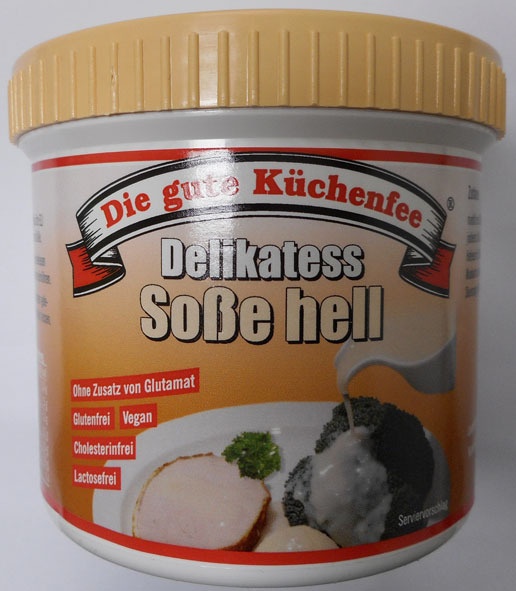 Die gute Küchenfee
®
Delikatess
Soße hell
Ohne Zusatz von Glutamat
Glutenfrei Vegan
Cholesterinfrei
Lactosefrei
Serviervorschlag